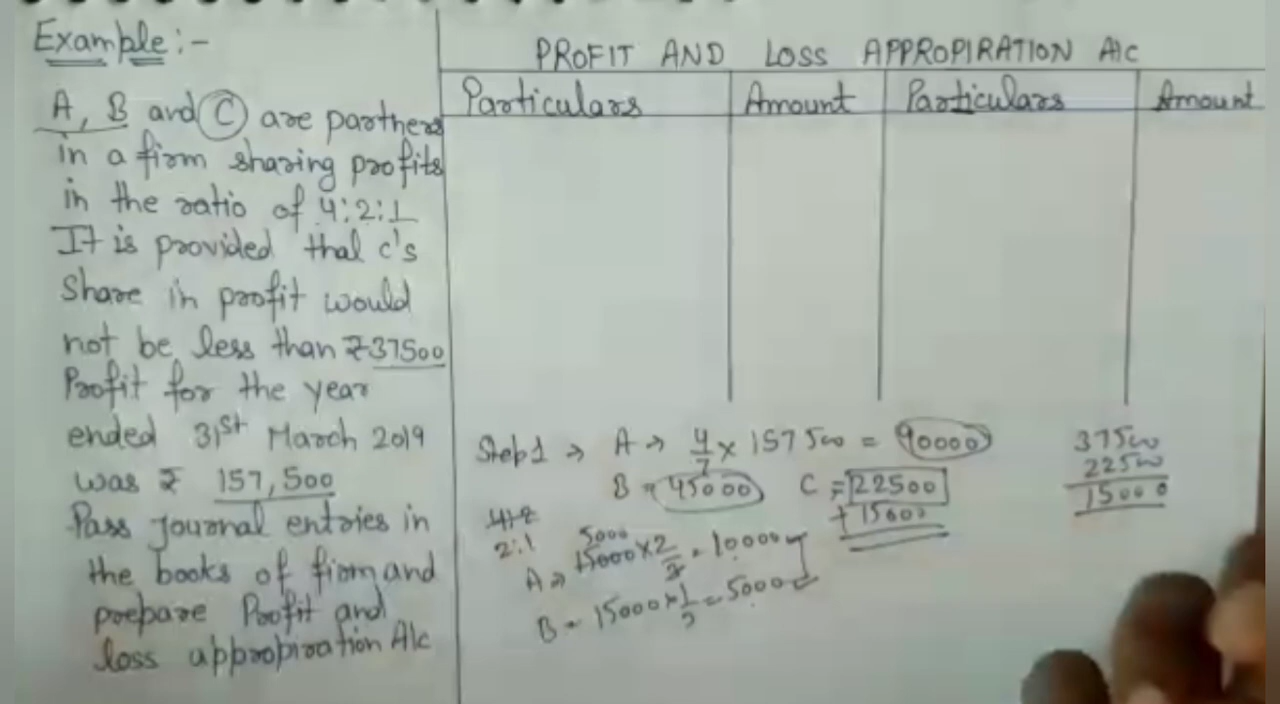 Example:-
A, B and C are partners
in a firm sharing profits
in the ratio of 4:2:1
It is provided that c's
Share in profit would
not be less than ₹37500
Profit for the year
ended 31st March 2019
was ₹ 157,500
Pass Journal entries in
the books of firm and
prepare Profit and
loss appropiration A/c
PROFIT AND LOSS APPROPIRATION A/c
Particulars Amount Particulars Amount
Step 1 → A → 4/7 × 157500 = 90000
B = 45000 C = 22500
+ 15000
37500
22500
15000
4:2
2:1
5000
A → 15000×2/3 = 10000
B = 15000×1/3 = 5000